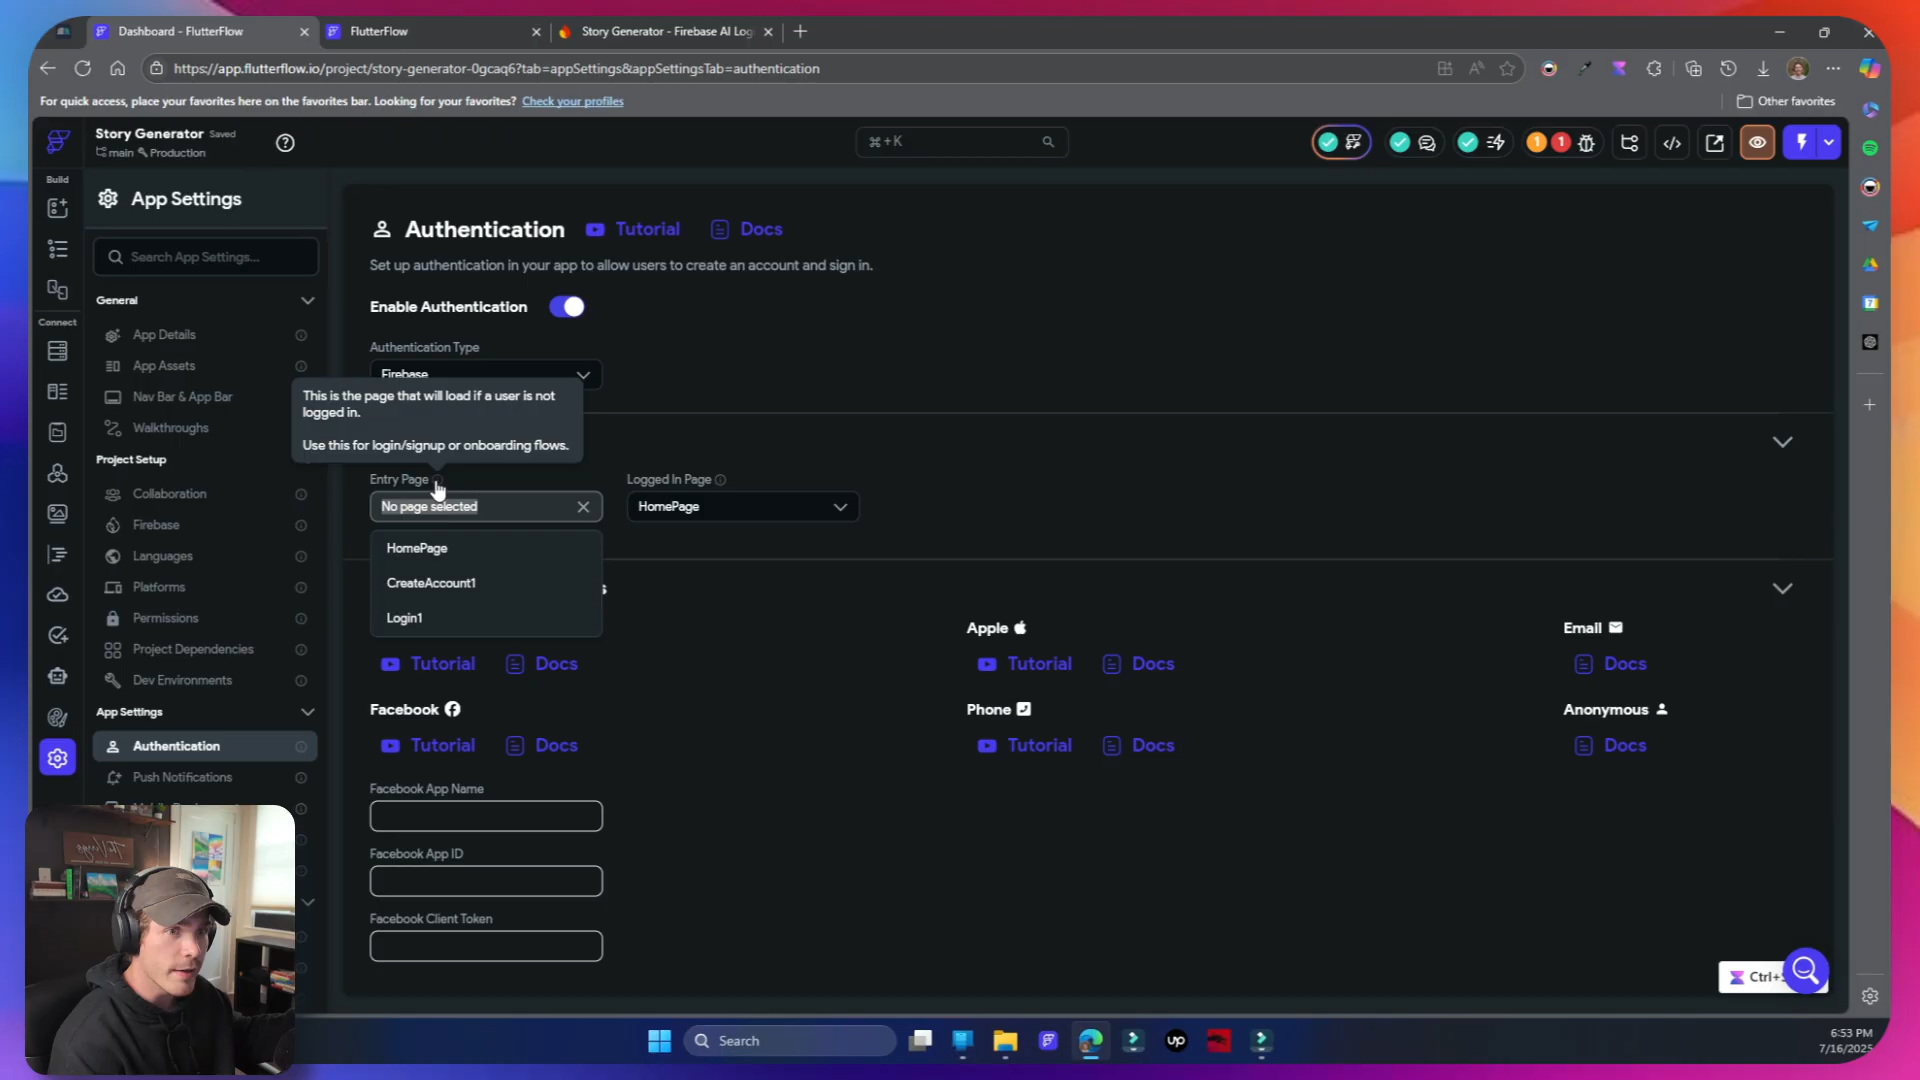 Dashboard - FlutterFlow
FlutterFlow
Story Generator - Firebase AI Log
https://app.flutterflow.io/project/story-generator-0gcaq6?tab=appSettings&appSettingsTab=authentication
For quick access, place your favorites here on the favorites bar. Looking for your favorites? Check your profiles
Other favorites
Story Generator Saved
main Production
⌘+K
1 1
Build
App Settings
Search App Settings...
General
App Details
App Assets
Nav Bar & App Bar
Walkthroughs
Connect
Project Setup
Collaboration
Firebase
Languages
Platforms
Permissions
Project Dependencies
Dev Environments
App Settings
Authentication
Push Notifications
Authentication Tutorial Docs
Set up authentication in your app to allow users to create an account and sign in.
Enable Authentication
Authentication Type
Firebase
This is the page that will load if a user is not
logged in.
Use this for login/signup or onboarding flows.
Entry Page
Logged In Page
No page selected
HomePage
HomePage
CreateAccount1
Login1
Apple
Email
Tutorial Docs
Tutorial Docs
Docs
Facebook
Phone
Anonymous
Tutorial Docs
Tutorial Docs
Docs
Facebook App Name
Facebook App ID
Facebook Client Token
Search
up
6:53 PM